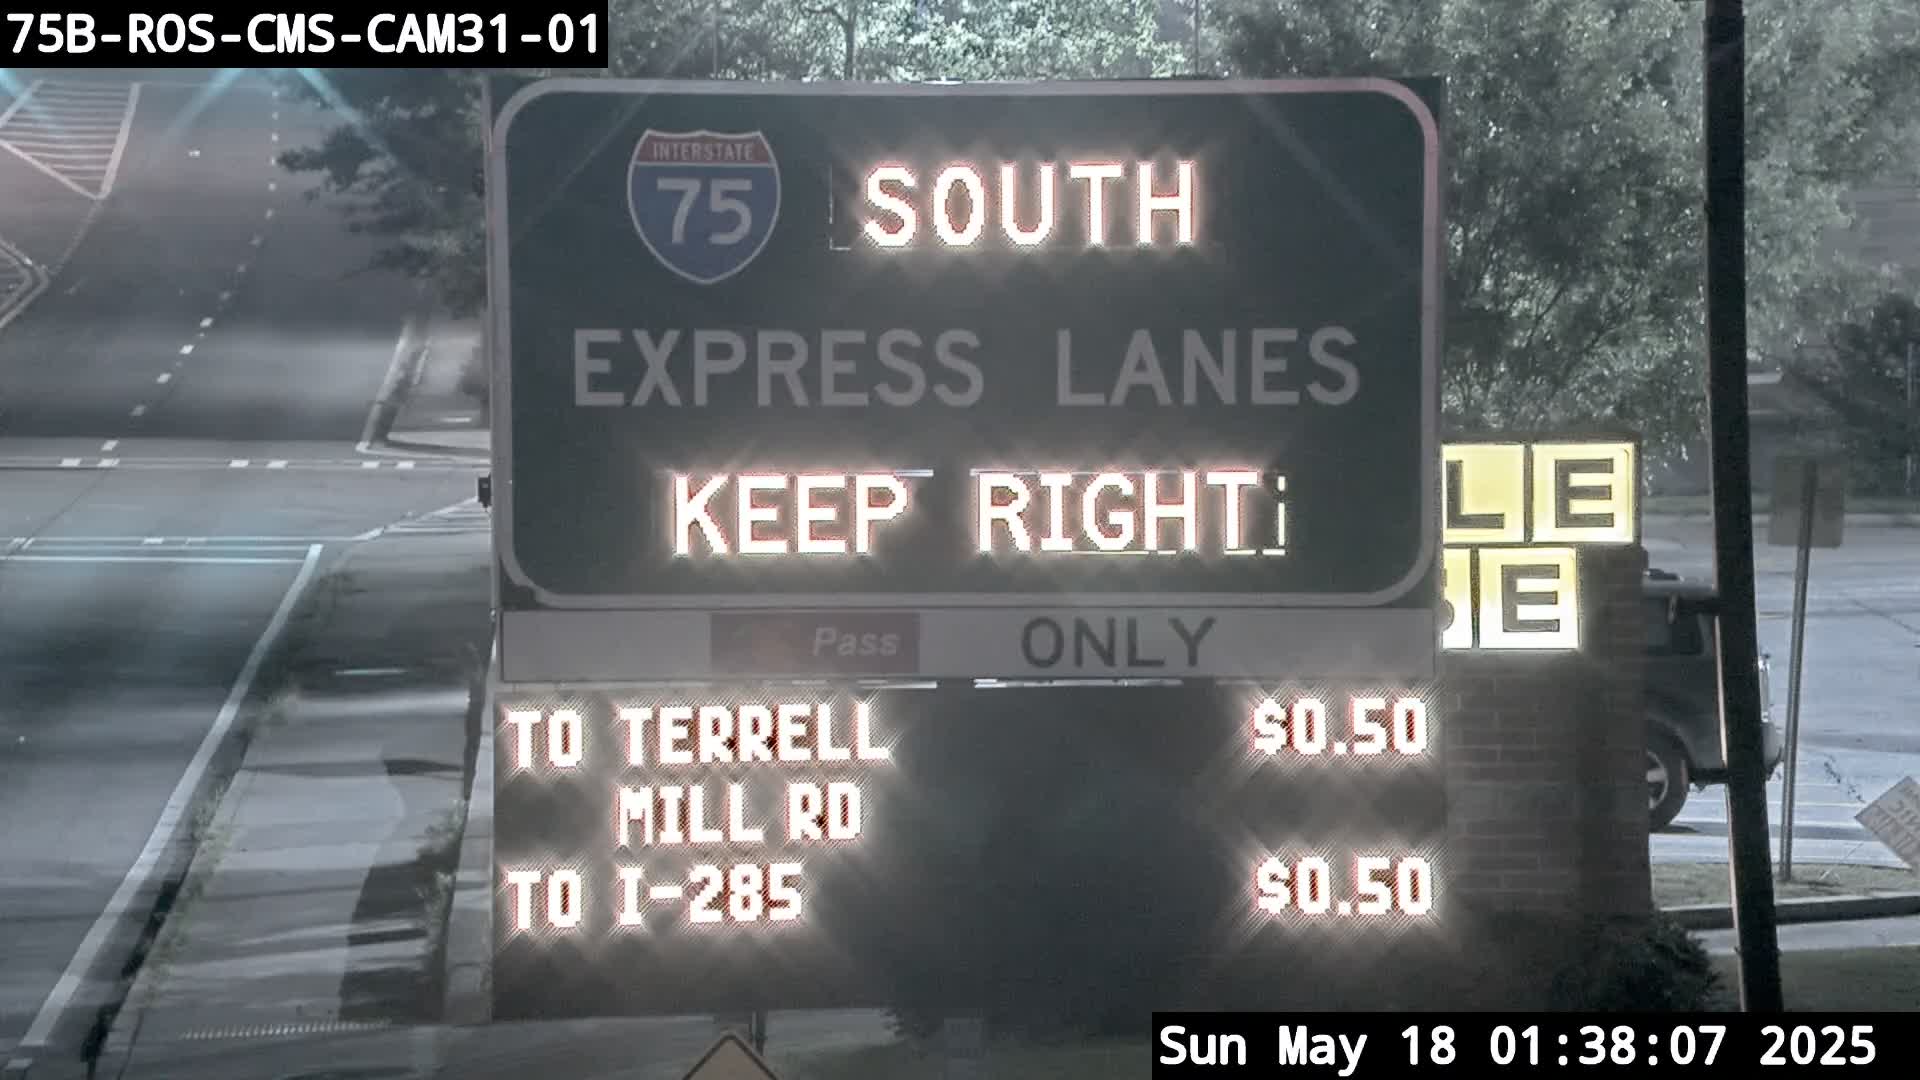 75B-ROS-CMS-CAM31-01
INTERSTATE
75
SOUTH
EXPRESS LANES
KEEP RIGHT
Pass ONLY
TO TERRELL $0.50
MILL RD
TO I-285 $0.50
LE
E
Sun May 18 01:38:07 2025